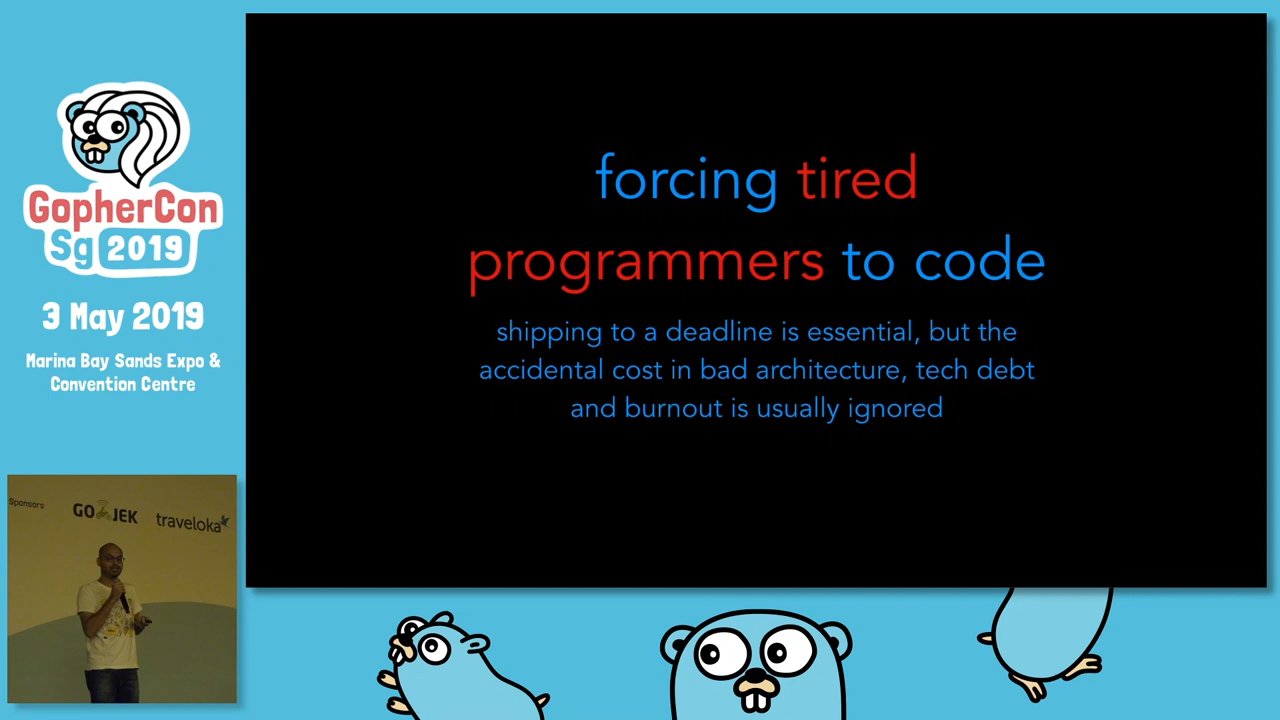 GopherCon
Sg 2019
3 May 2019
Marina Bay Sands Expo &
Convention Centre
forcing tired
programmers to code
shipping to a deadline is essential, but the
accidental cost in bad architecture, tech debt
and burnout is usually ignored
Sponsors
GO JEK
traveloka